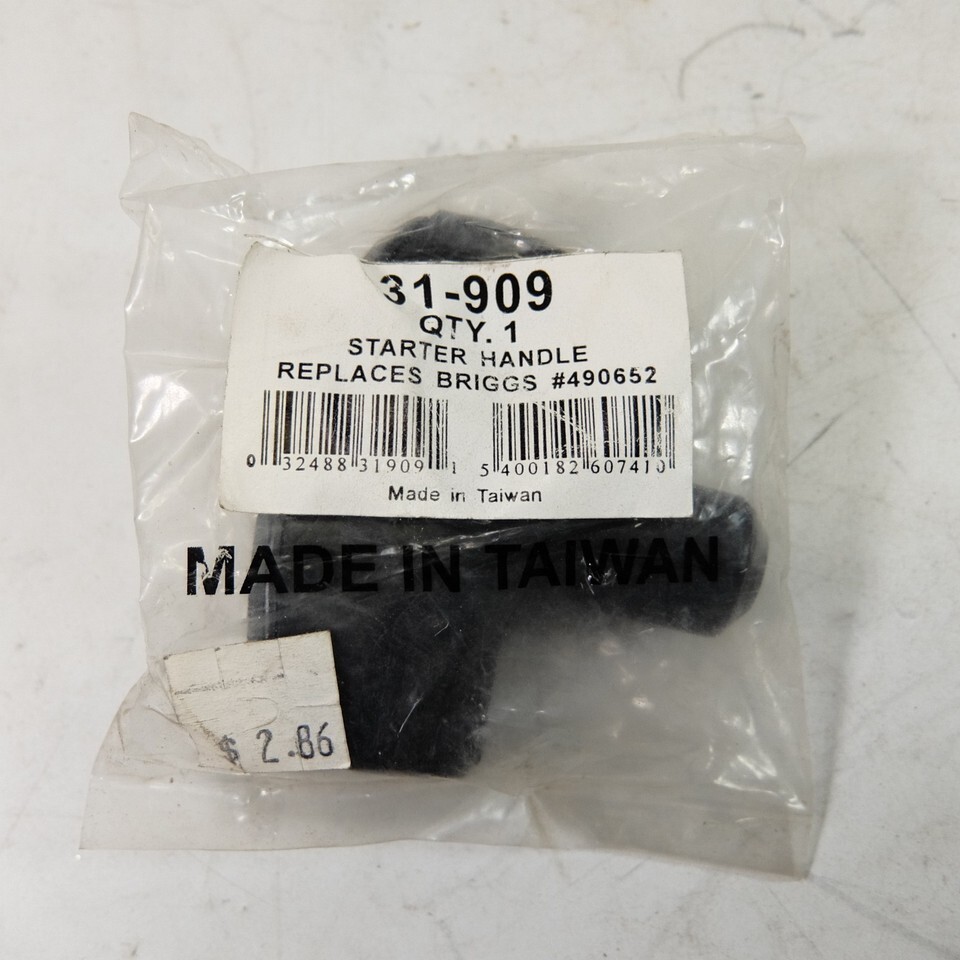 31-909
QTY. 1
STARTER HANDLE
REPLACES BRIGGS #490652
0 32488 31909 1
5 400182 607410
Made in Taiwan
MADE IN TAIWAN
$ 2.86